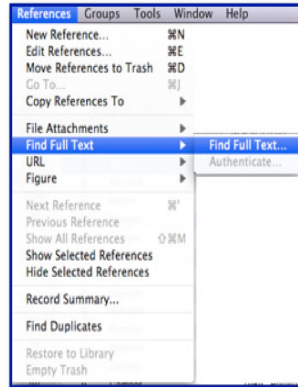 References Groups Tools Window Help
New Reference... ⌘N
Edit References... ⌘E
Move References to Trash ⌘D
Go To... ⌘J
Copy References To ▶
File Attachments ▶
Find Full Text ▶ Find Full Text...
URL ▶ Authenticate...
Figure ▶
Next Reference ⌘'
Previous Reference
Show All References ⇧⌘M
Show Selected References
Hide Selected References
Record Summary...
Find Duplicates
Restore to Library
Empty Trash